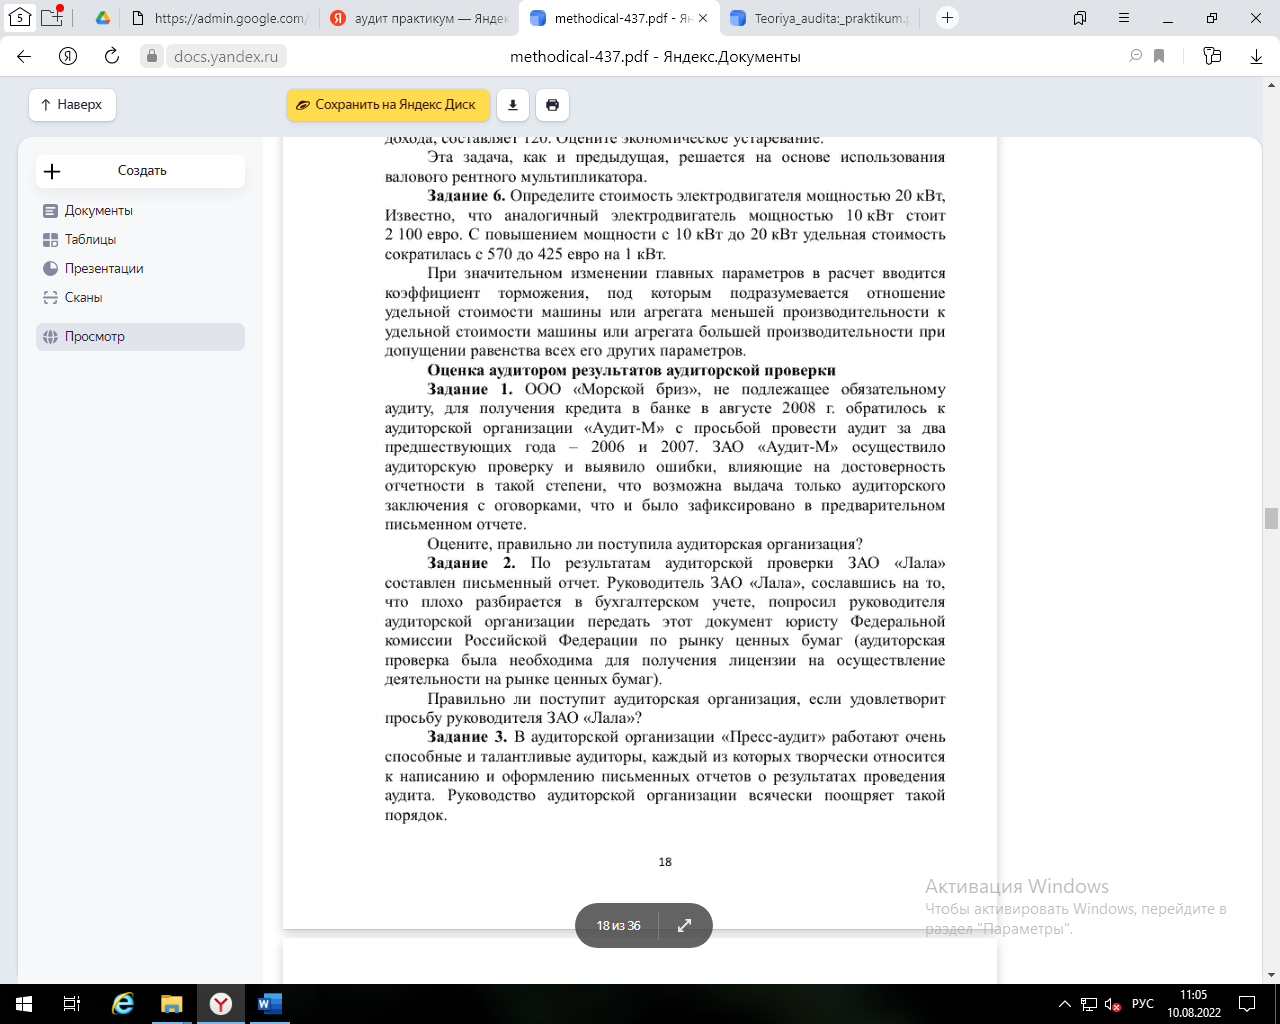 5
https://admin.google.com/
аудит практикум — Яндек
methodical-437.pdf - Ян
Teoriya_audita:_praktikum.p
docs.yandex.ru
methodical-437.pdf - Яндекс.Документы
Наверх
Сохранить на Яндекс Диск
Создать
Документы
Таблицы
Презентации
Сканы
Просмотр
дохода, составляет 120. Оцените экономическое устаревание.
Эта задача, как и предыдущая, решается на основе использования
валового рентного мультипликатора.
Задание 6. Определите стоимость электродвигателя мощностью 20 кВт,
Известно, что аналогичный электродвигатель мощностью 10 кВт стоит
2 100 евро. С повышением мощности с 10 кВт до 20 кВт удельная стоимость
сократилась с 570 до 425 евро на 1 кВт.
При значительном изменении главных параметров в расчет вводится
коэффициент торможения, под которым подразумевается отношение
удельной стоимости машины или агрегата меньшей производительности к
удельной стоимости машины или агрегата большей производительности при
допущении равенства всех его других параметров.
Оценка аудитором результатов аудиторской проверки
Задание 1. ООО «Морской бриз», не подлежащее обязательному
аудиту, для получения кредита в банке в августе 2008 г. обратилось к
аудиторской организации «Аудит-М» с просьбой провести аудит за два
предшествующих года – 2006 и 2007. ЗАО «Аудит-М» осуществило
аудиторскую проверку и выявило ошибки, влияющие на достоверность
отчетности в такой степени, что возможна выдача только аудиторского
заключения с оговорками, что и было зафиксировано в предварительном
письменном отчете.
Оцените, правильно ли поступила аудиторская организация?
Задание 2. По результатам аудиторской проверки ЗАО «Лала»
составлен письменный отчет. Руководитель ЗАО «Лала», сославшись на то,
что плохо разбирается в бухгалтерском учете, попросил руководителя
аудиторской организации передать этот документ юристу Федеральной
комиссии Российской Федерации по рынку ценных бумаг (аудиторская
проверка была необходима для получения лицензии на осуществление
деятельности на рынке ценных бумаг).
Правильно ли поступит аудиторская организация, если удовлетворит
просьбу руководителя ЗАО «Лала»?
Задание 3. В аудиторской организации «Пресс-аудит» работают очень
способные и талантливые аудиторы, каждый из которых творчески относится
к написанию и оформлению письменных отчетов о результатах проведения
аудита. Руководство аудиторской организации всячески поощряет такой
порядок.
18
18 из 36
Активация Windows
Чтобы активировать Windows, перейдите в
раздел "Параметры".
РУС
11:05
10.08.2022